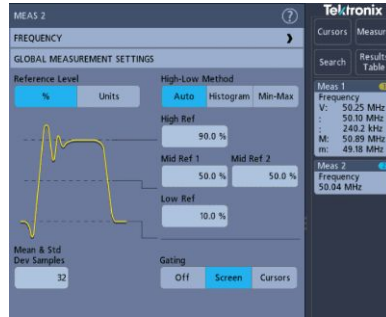 MEAS 2 ?
FREQUENCY
GLOBAL MEASUREMENT SETTINGS
Reference Level
% Units
High-Low Method
Auto Histogram Min-Max
High Ref
90.0 %
Mid Ref 1 Mid Ref 2
50.0 % 50.0 %
Low Ref
10.0 %
Mean & Std
Dev Samples
32
Gating
Off Screen Cursors
Tektronix
Cursors Measur
Search Results
Table
Meas 1
Frequency
V: 50.25 MHz
: 50.10 MHz
: 240.2 kHz
M: 50.89 MHz
m: 49.18 MHz
Meas 2
Frequency
50.04 MHz